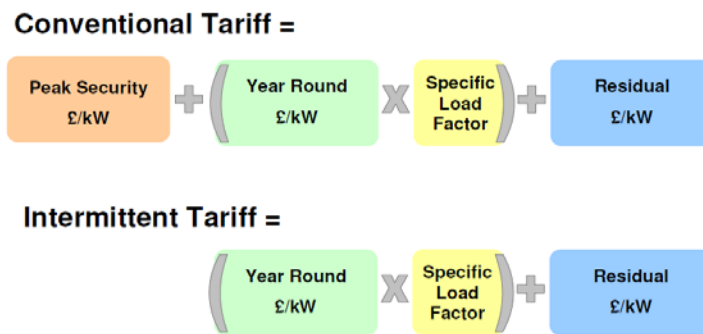 Conventional Tariff =
Peak Security
£/kW
+
(
Year Round
£/kW
X
Specific
Load
Factor
)
+
Residual
£/kW
Intermittent Tariff =
(
Year Round
£/kW
X
Specific
Load
Factor
)
+
Residual
£/kW